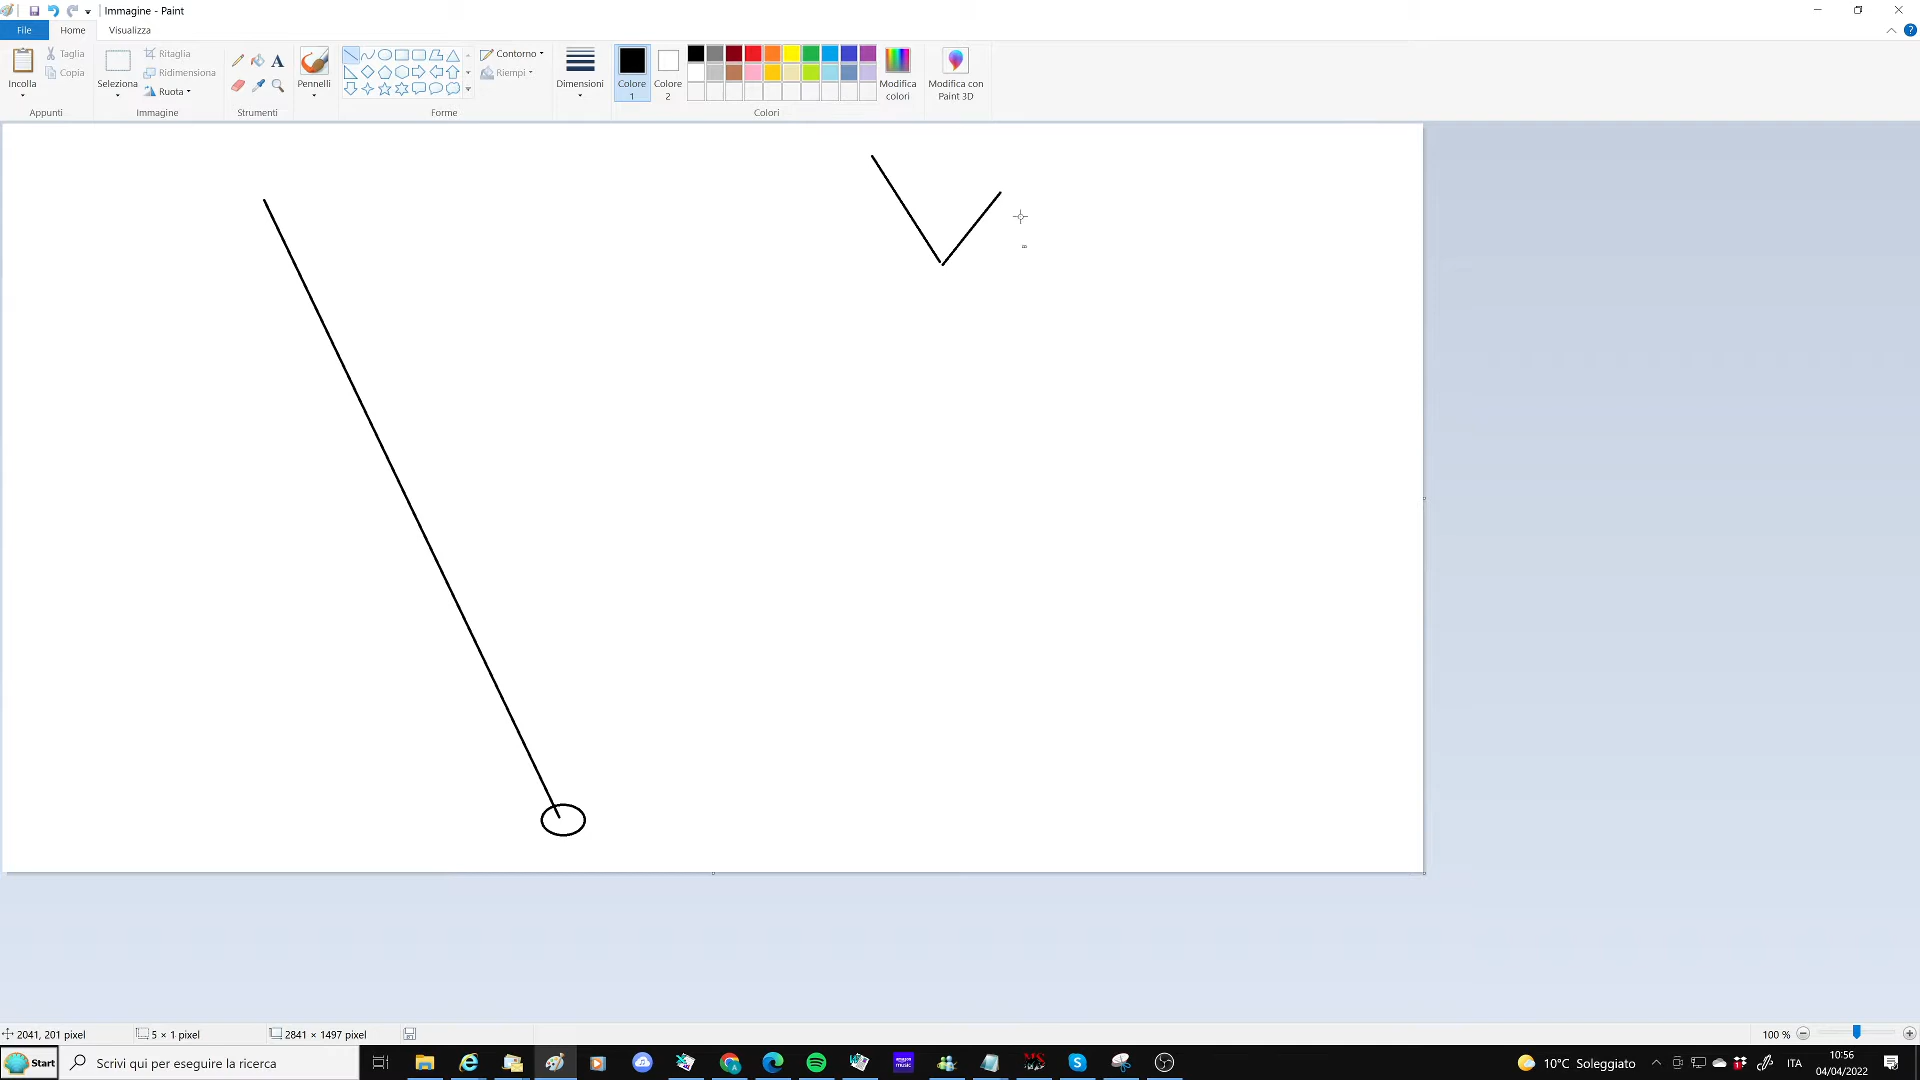 Immagine - Paint
File Home Visualizza
Incolla
Taglia
Copia
Appunti
Seleziona
Ritaglia
Ridimensiona
Ruota
Immagine
Strumenti
Pennelli
Contorno
Riempi
Forme
Dimensioni
Colore
1
Colore
2
Colori
Modifica
colori
Modifica con
Paint 3D
2041, 201 pixel 5 × 1 pixel 2841 × 1497 pixel 100 %
Start Scrivi qui per eseguire la ricerca 10°C Soleggiato ITA 10:56
04/04/2022